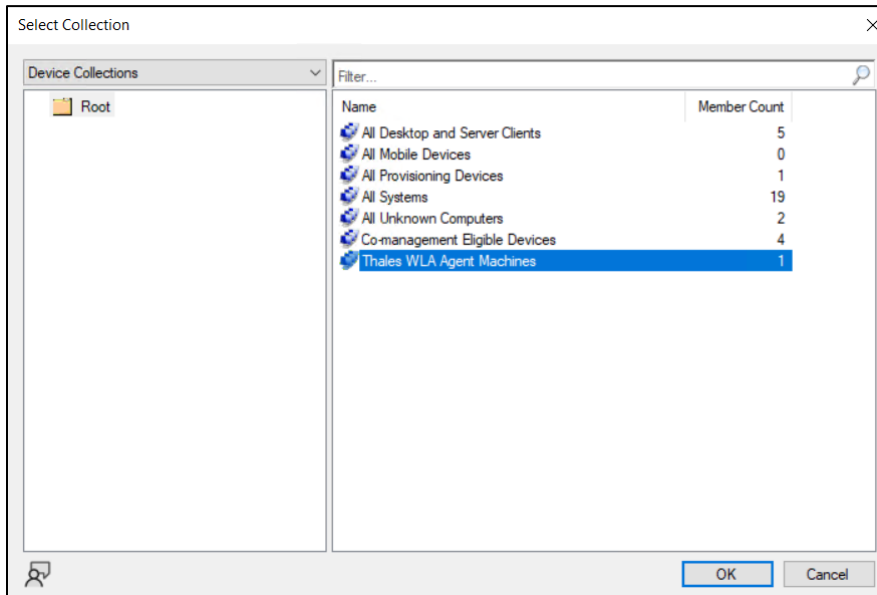 Select Collection
Device Collections
Filter...
Root
Name Member Count
All Desktop and Server Clients 5
All Mobile Devices 0
All Provisioning Devices 1
All Systems 19
All Unknown Computers 2
Co-management Eligible Devices 4
Thales WLA Agent Machines 1
OK Cancel